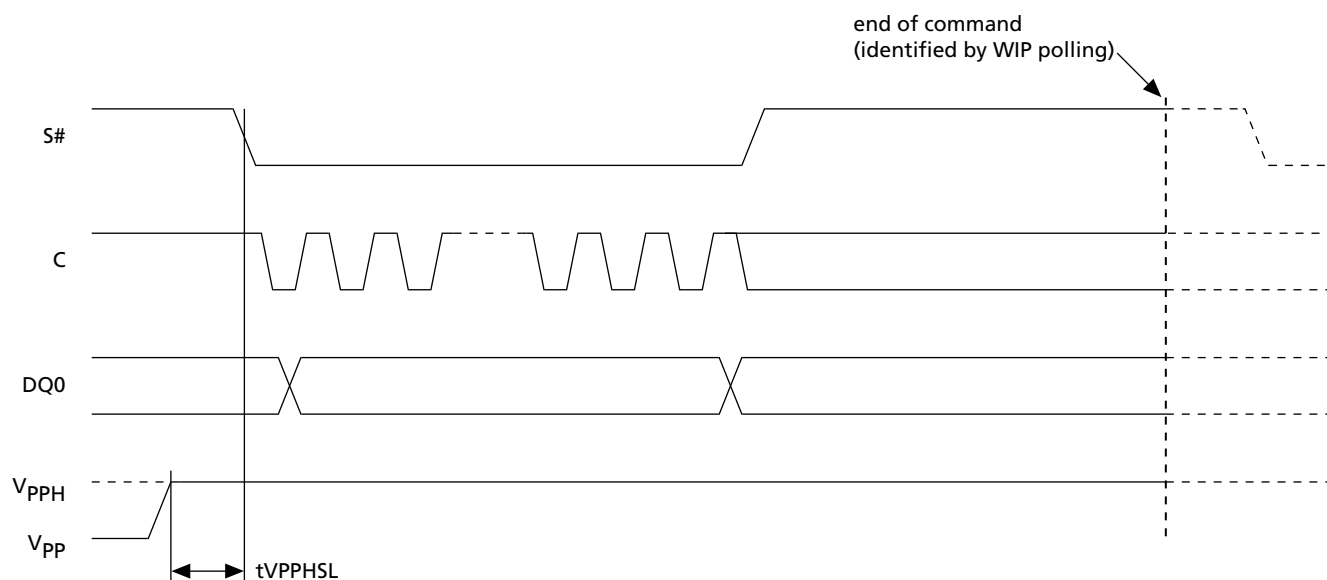 end of command
(identified by WIP polling)
S#
C
DQ0
VPPH
VPP
tVPPHSL